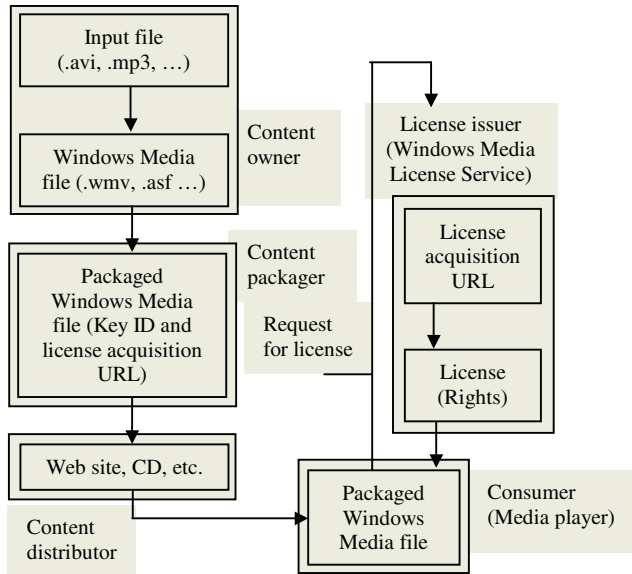 Input file
(.avi, .mp3, …)
Windows Media
file (.wmv, .asf …)
Content
owner
Packaged
Windows Media
file (Key ID and
license acquisition
URL)
Content
packager
Web site, CD, etc.
Content
distributor
Request
for license
License issuer
(Windows Media
License Service)
License
acquisition
URL
License
(Rights)
Packaged
Windows
Media file
Consumer
(Media player)